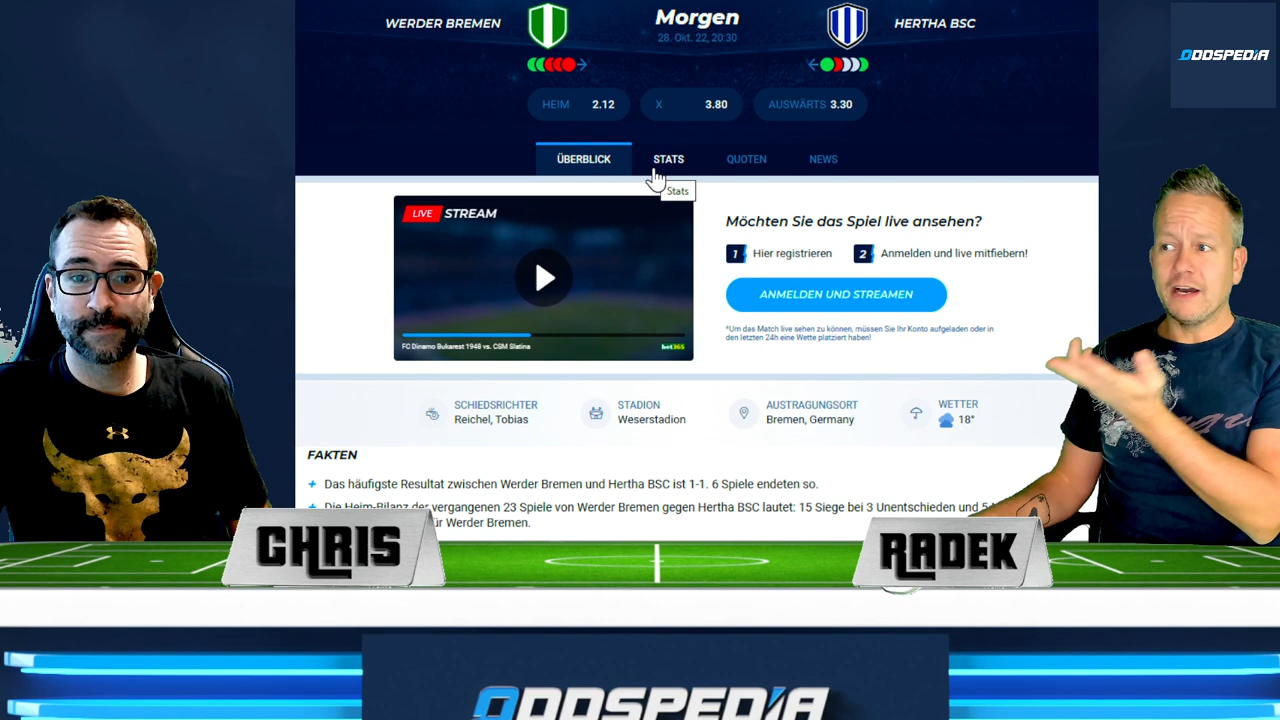 WERDER BREMEN
Morgen
HERTHA BSC
28. Okt. 22, 20:30
ODDSPEDIA
HEIM 2.12
X 3.80
AUSWÄRTS 3.30
ÜBERBLICK
STATS
QUOTEN
NEWS
Stats
LIVE STREAM
Möchten Sie das Spiel live ansehen?
1 Hier registrieren
2 Anmelden und live mitfiebern!
ANMELDEN UND STREAMEN
*Um das Match live sehen zu können, müssen Sie Ihr Konto aufgeladen oder in
den letzten 24h eine Wette platziert haben!
FC Dinamo Bukarest 1948 vs. CSM Slatina
bet365
SCHIEDSRICHTER
Reichel, Tobias
STADION
Weserstadion
AUSTRAGUNGSORT
Bremen, Germany
WETTER
18°
FAKTEN
Das häufigste Resultat zwischen Werder Bremen und Hertha BSC ist 1-1. 6 Spiele endeten so.
Die Heim-Bilanz der vergangenen 23 Spiele von Werder Bremen gegen Hertha BSC lautet: 15 Siege bei 3 Unentschieden und 5
für Werder Bremen.
CHRIS
RADEK
ODDSPEDIA